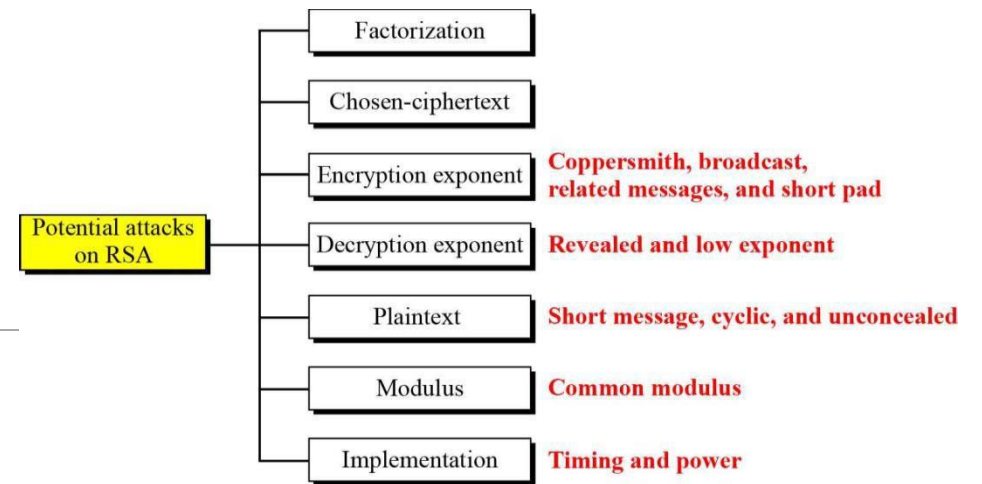 Factorization
Chosen-ciphertext
Encryption exponent
Coppersmith, broadcast,
related messages, and short pad
Potential attacks
on RSA
Decryption exponent
Revealed and low exponent
Plaintext
Short message, cyclic, and unconcealed
Modulus
Common modulus
Implementation
Timing and power